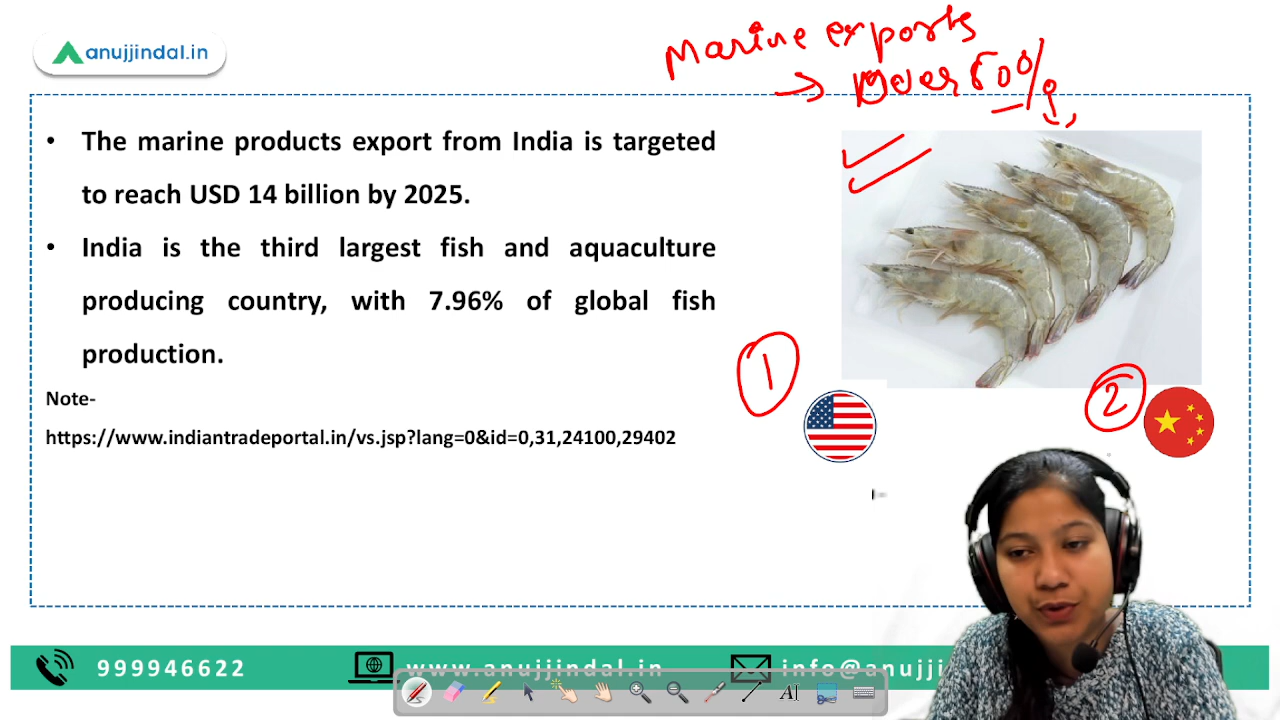 anujjindal.in
Marine exports
→ over 50%
• The marine products export from India is targeted
to reach USD 14 billion by 2025.
• India is the third largest fish and aquaculture
producing country, with 7.96% of global fish
production.
1
2
Note-
https://www.indiantradeportal.in/vs.jsp?lang=0&id=0,31,24100,29402
999946622
www.anujjindal.in
info@anujji
AI